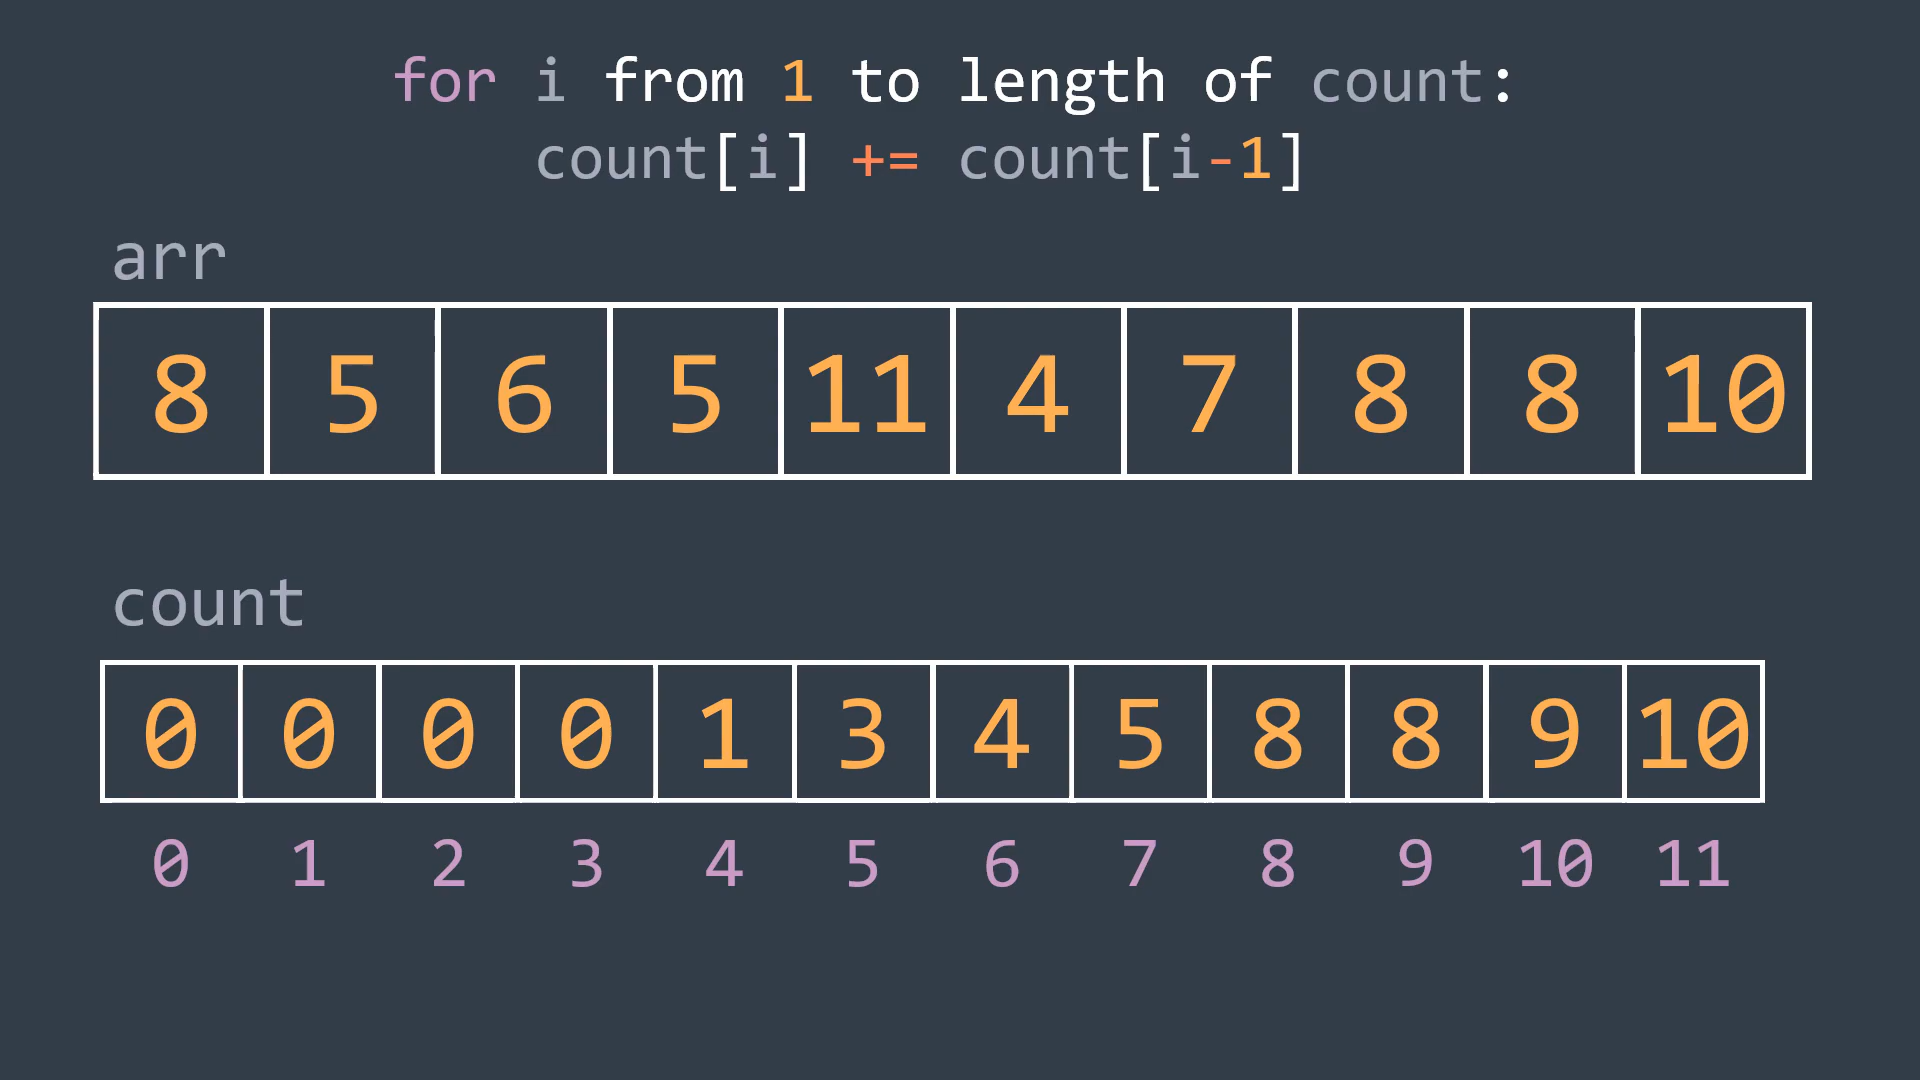 for i from 1 to length of count:
count[i] += count[i-1]
arr
8 5 6 5 11 4 7 8 8 10
count
0 0 0 0 1 3 4 5 8 8 9 10
0 1 2 3 4 5 6 7 8 9 10 11